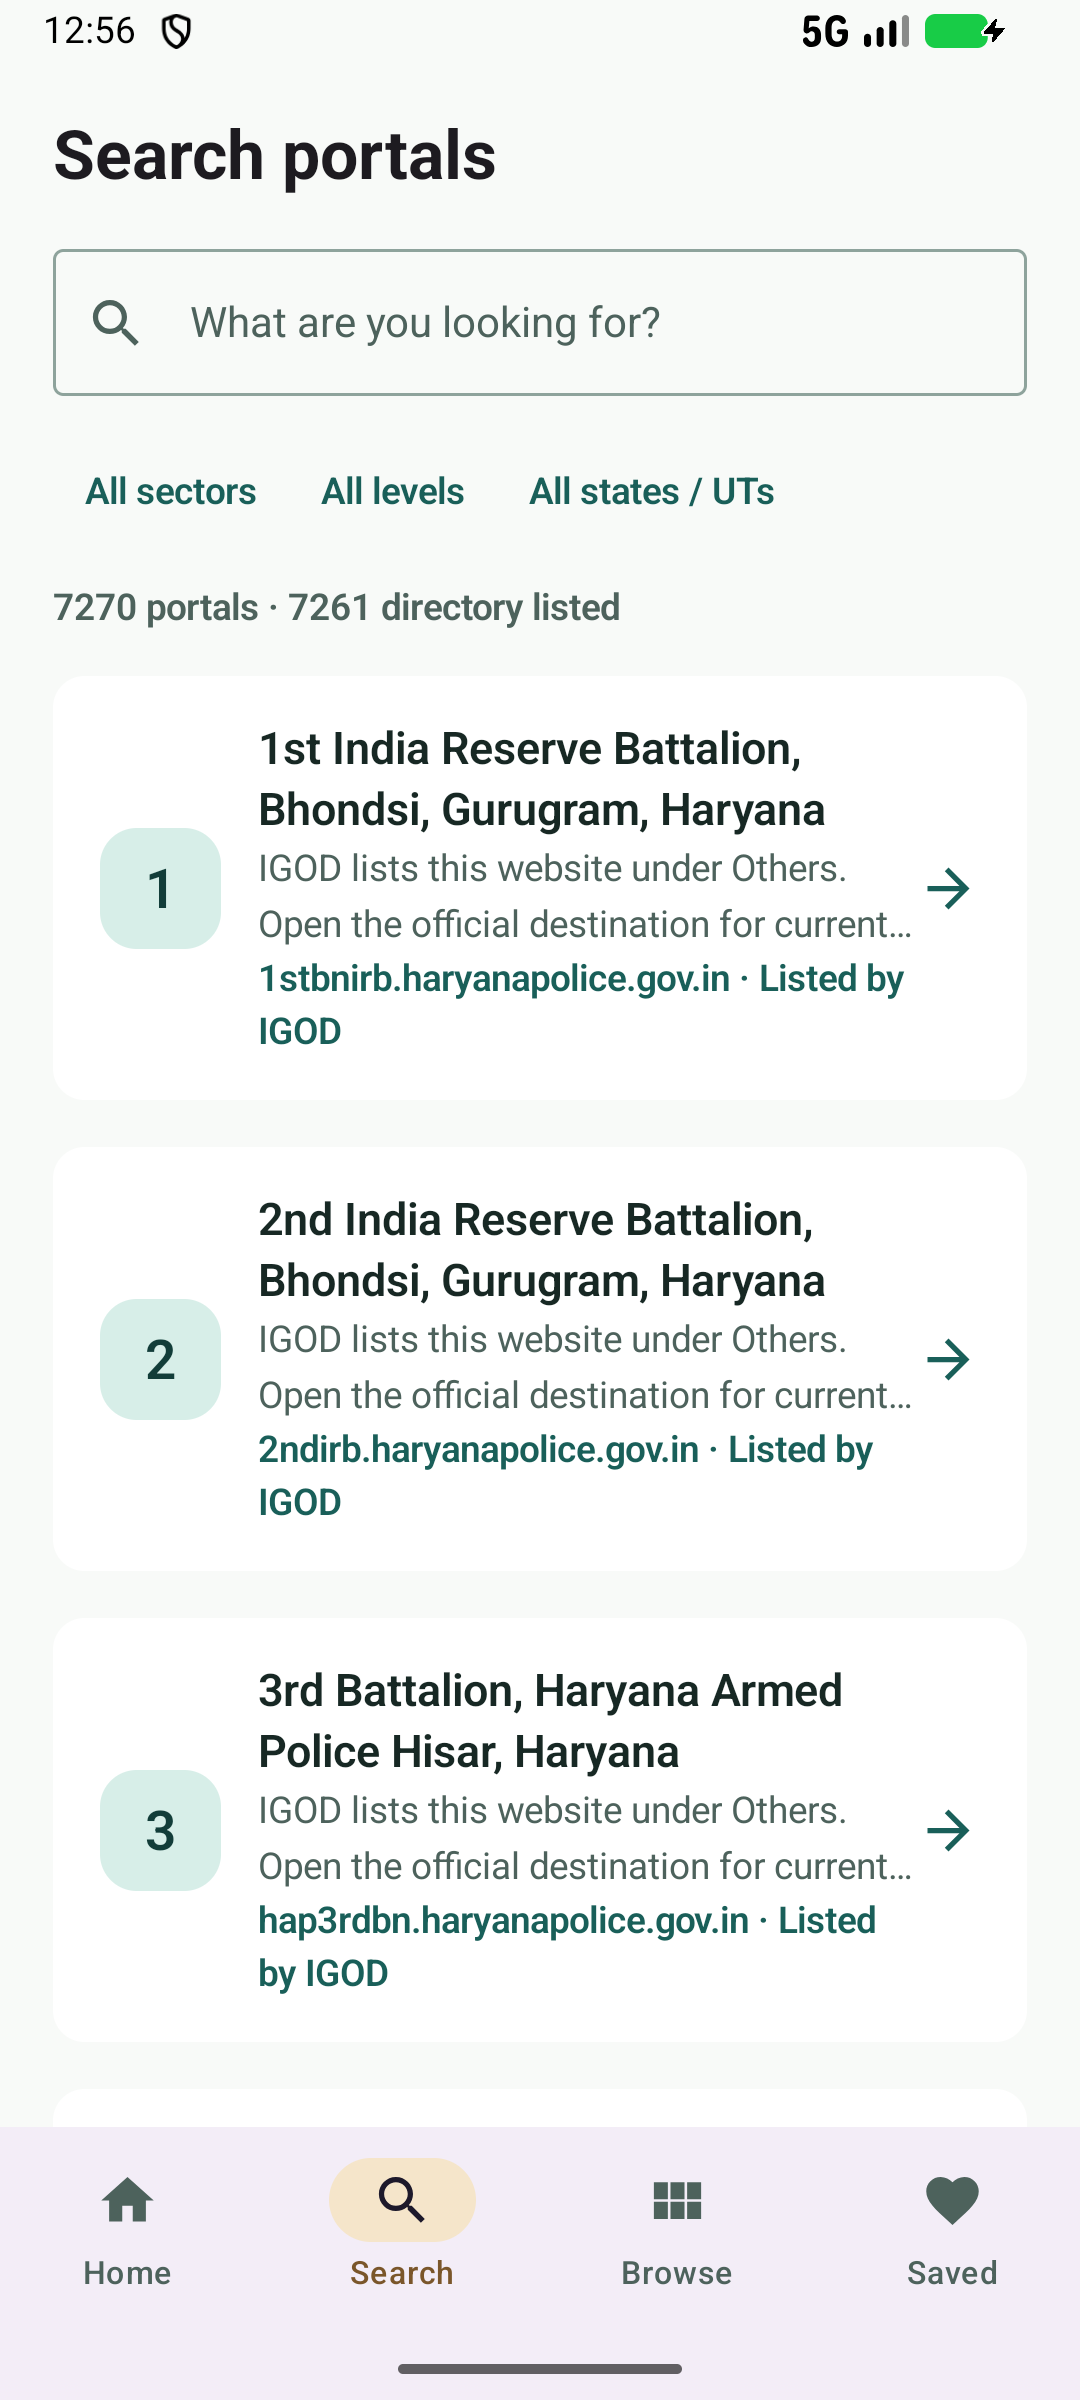 12:56
5G
Search portals
What are you looking for?
All sectors All levels All states / UTs
7270 portals · 7261 directory listed
1
1st India Reserve Battalion,
Bhondsi, Gurugram, Haryana
IGOD lists this website under Others.
Open the official destination for current...
1stbnirb.haryanapolice.gov.in · Listed by
IGOD
2
2nd India Reserve Battalion,
Bhondsi, Gurugram, Haryana
IGOD lists this website under Others.
Open the official destination for current...
2ndirb.haryanapolice.gov.in · Listed by
IGOD
3
3rd Battalion, Haryana Armed
Police Hisar, Haryana
IGOD lists this website under Others.
Open the official destination for current...
hap3rdbn.haryanapolice.gov.in · Listed
by IGOD
Home Search Browse Saved